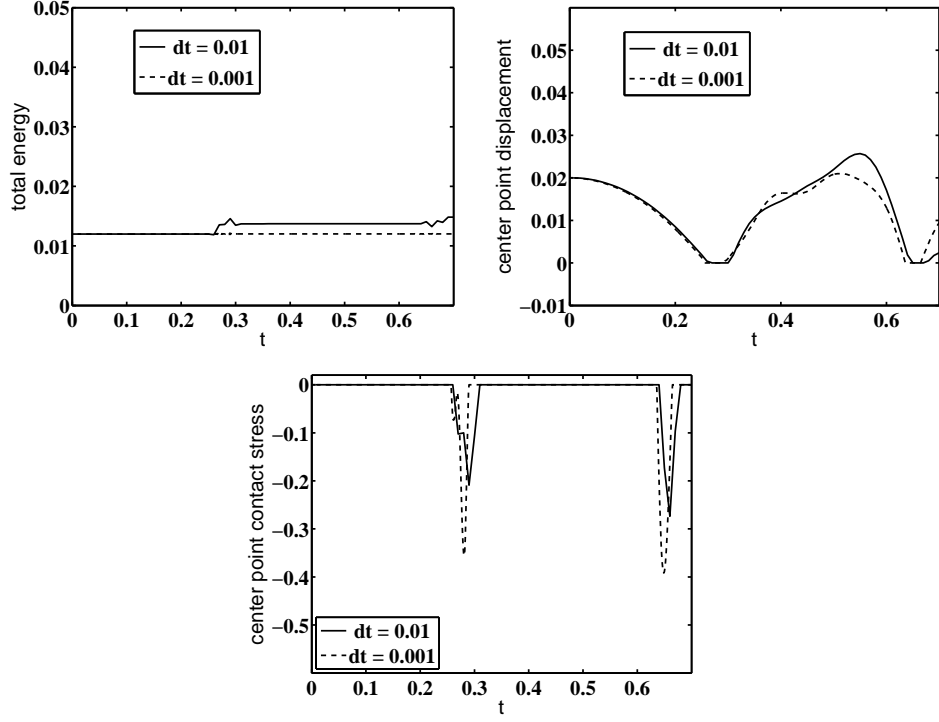 total energy
0.05
0.04
0.03
0.02
0.01
0
dt = 0.01
dt = 0.001
0 0.1 0.2 0.3 0.4 0.5 0.6
t
center point displacement
0.05
0.04
0.03
0.02
0.01
0
−0.01
dt = 0.01
dt = 0.001
0 0.2 0.4 0.6
t
center point contact stress
0
−0.1
−0.2
−0.3
−0.4
−0.5
dt = 0.01
dt = 0.001
0 0.1 0.2 0.3 0.4 0.5 0.6
t